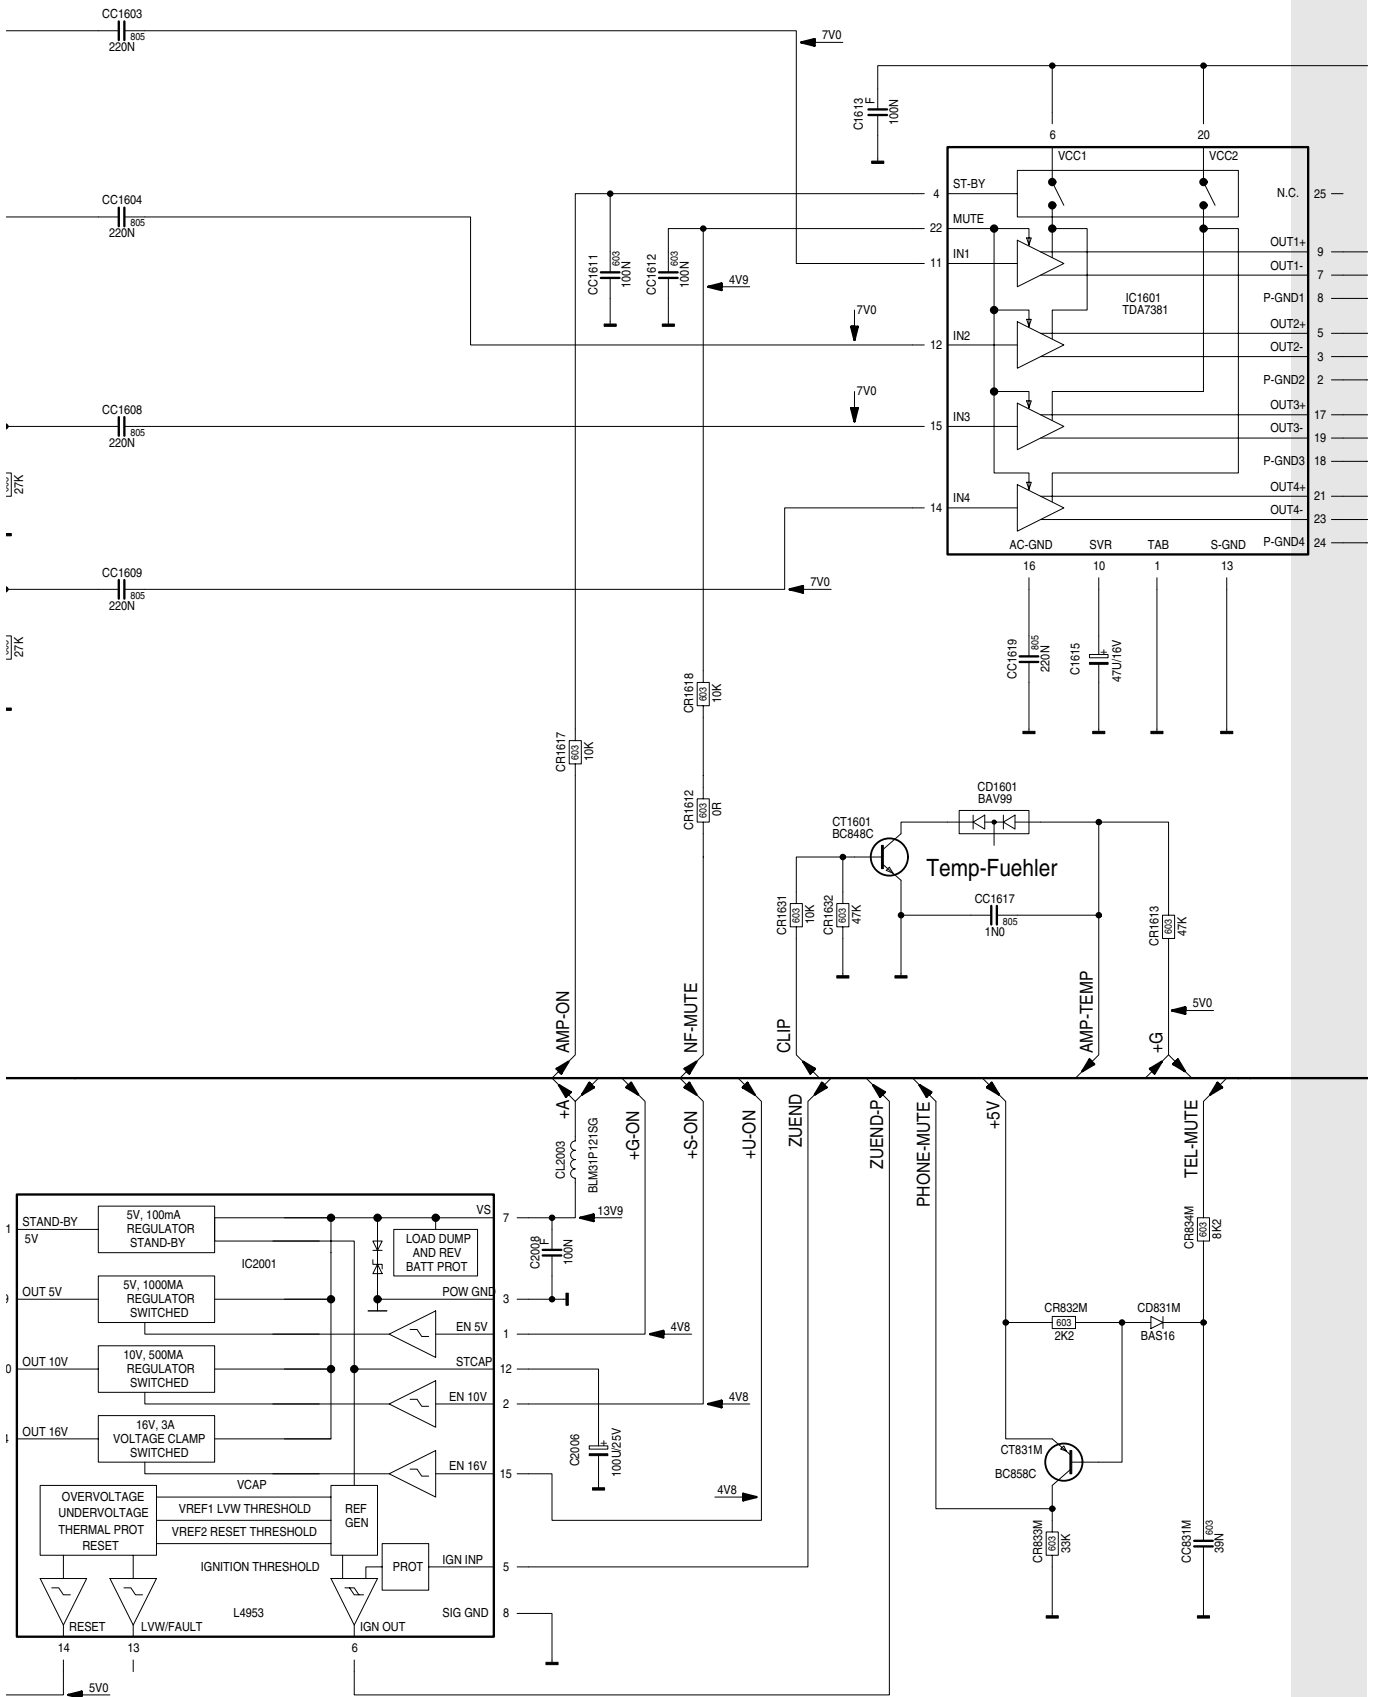 CC1603
805
220N
7V0
C1613
F
100N
6
20
VCC1
VCC2
4
ST-BY
N.C.
25
CC1604
805
220N
22
MUTE
OUT1+
9
11
IN1
OUT1-
7
CC1611
603
100N
CC1612
603
100N
4V9
IC1601
TDA7381
P-GND1
8
7V0
OUT2+
5
12
IN2
OUT2-
3
P-GND2
2
7V0
CC1608
805
220N
OUT3+
17
15
IN3
OUT3-
19
P-GND3
18
27K
OUT4+
21
14
IN4
OUT4-
23
AC-GND
SVR
TAB
S-GND
P-GND4
24
16
10
1
13
CC1609
805
220N
7V0
27K
CC1619
805
220N
C1615
+
47U/16V
CR1618
603
10K
CR1617
603
10K
CR1612
603
0R
CD1601
BAV99
CT1601
BC848C
Temp-Fuehler
CR1631
603
10K
CR1632
603
47K
CC1617
805
1N0
CR1613
603
47K
5V0
AMP-ON
NF-MUTE
CLIP
AMP-TEMP
+G
+A
+G-ON
+S-ON
+U-ON
ZUEND
ZUEND-P
PHONE-MUTE
+5V
TEL-MUTE
CL2003
BLM31P121SG
1
STAND-BY
5V
5V, 100mA
REGULATOR
STAND-BY
VS
7
13V9
LOAD DUMP
AND REV
BATT PROT
C2008
F
100N
IC2001
CR834M
603
8K2
OUT 5V
5V, 1000MA
REGULATOR
SWITCHED
POW GND
3
EN 5V
1
4V8
CR832M
603
2K2
CD831M
BAS16
OUT 10V
10V, 500MA
REGULATOR
SWITCHED
STCAP
12
EN 10V
2
4V8
OUT 16V
16V, 3A
VOLTAGE CLAMP
SWITCHED
C2006
+
100U/25V
CT831M
BC858C
EN 16V
15
4V8
VCAP
OVERVOLTAGE
UNDERVOLTAGE
THERMAL PROT
RESET
VREF1 LVW THRESHOLD
VREF2 RESET THRESHOLD
REF
GEN
IGNITION THRESHOLD
PROT
IGN INP
5
CR833M
603
33K
CC831M
603
39N
L4953
SIG GND
8
RESET
LVW/FAULT
IGN OUT
14
13
6
5V0